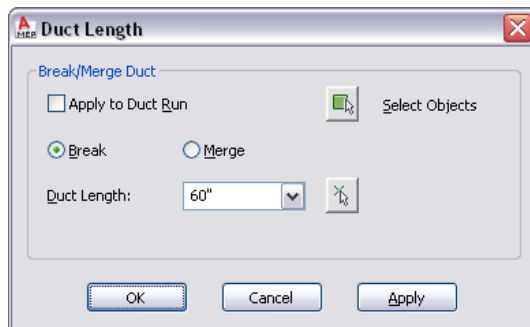 A
MEP
Duct Length
Break/Merge Duct
Apply to Duct Run
Select Objects
Break
Merge
Duct Length:
60"
OK
Cancel
Apply